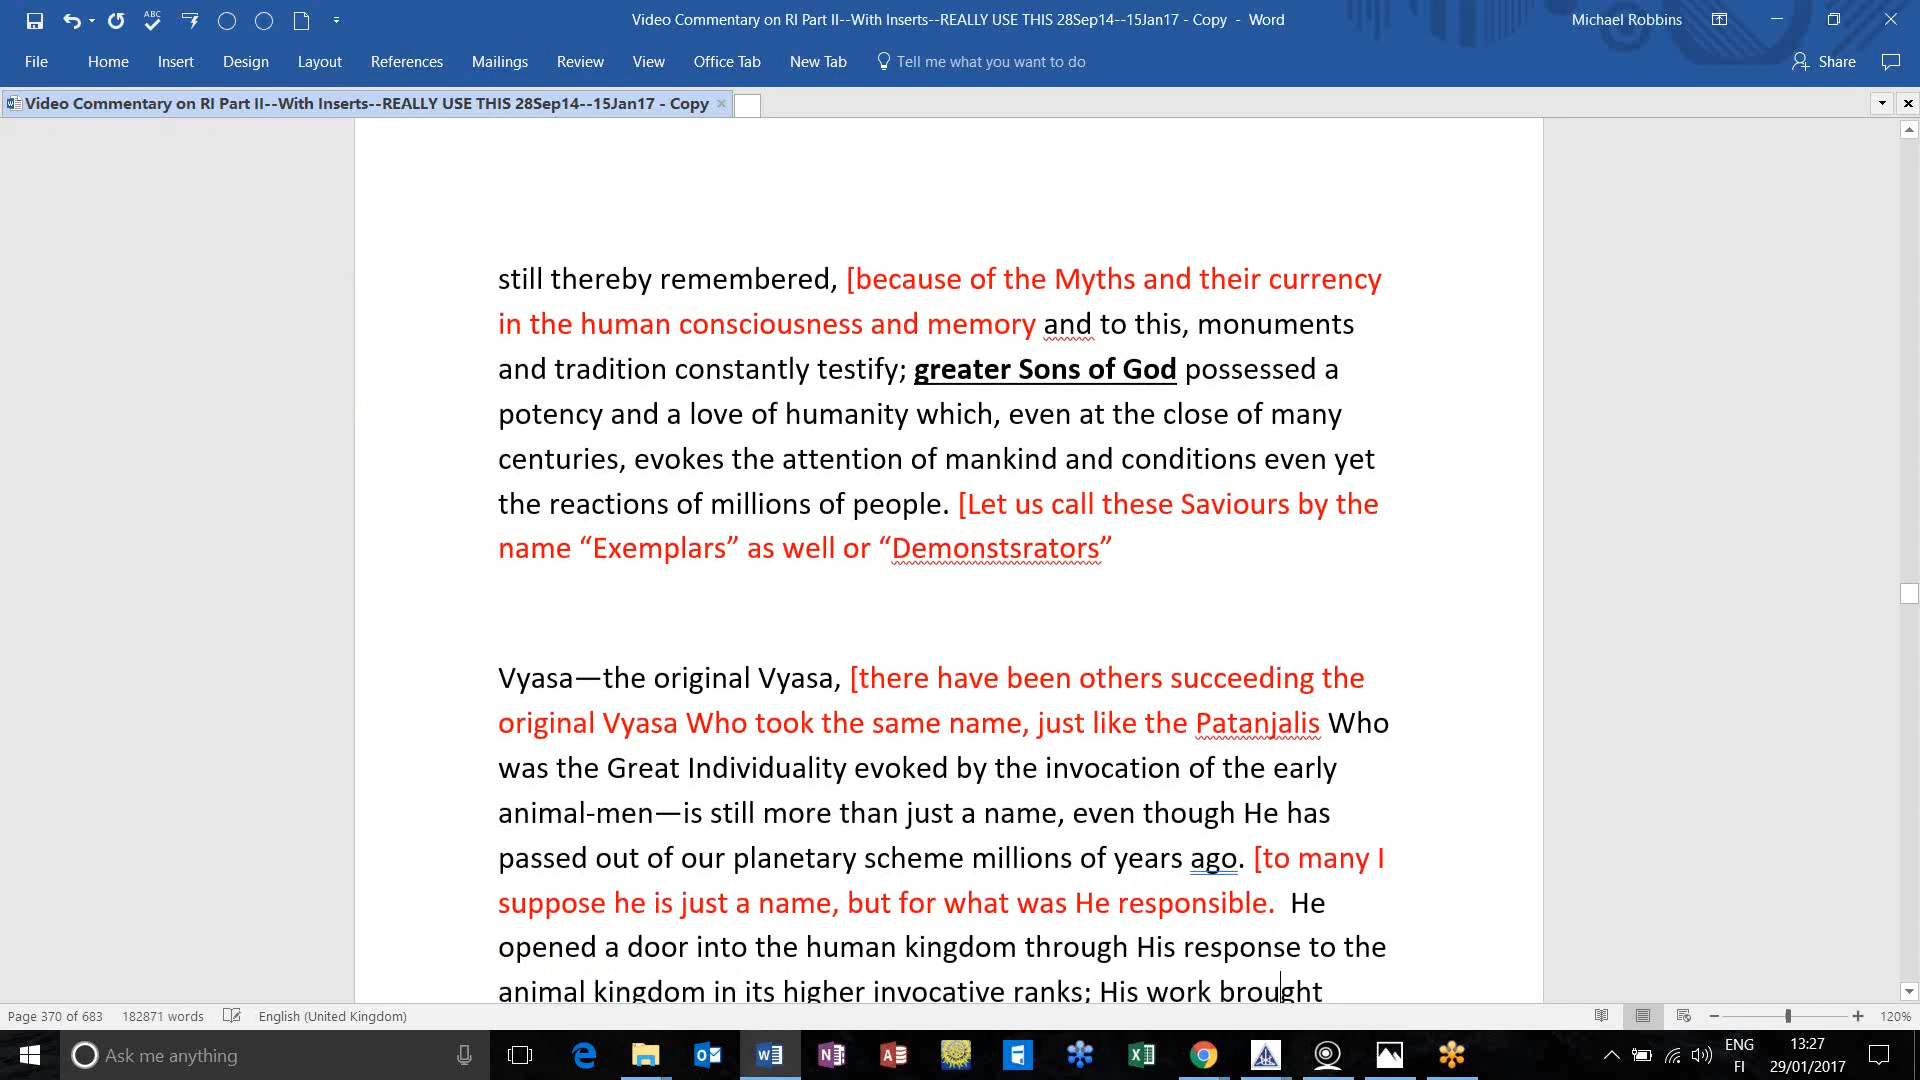 Video Commentary on RI Part II--With Inserts--REALLY USE THIS 28Sep14--15Jan17 - Copy - Word
Michael Robbins
File Home Insert Design Layout References Mailings Review View Office Tab New Tab Tell me what you want to do Share
Video Commentary on RI Part II--With Inserts--REALLY USE THIS 28Sep14--15Jan17 - Copy
still thereby remembered, [because of the Myths and their currency
in the human consciousness and memory and to this, monuments
and tradition constantly testify; greater Sons of God possessed a
potency and a love of humanity which, even at the close of many
centuries, evokes the attention of mankind and conditions even yet
the reactions of millions of people. [Let us call these Saviours by the
name “Exemplars” as well or “Demonstsrators”
Vyasa—the original Vyasa, [there have been others succeeding the
original Vyasa Who took the same name, just like the Patanjalis Who
was the Great Individuality evoked by the invocation of the early
animal-men—is still more than just a name, even though He has
passed out of our planetary scheme millions of years ago. [to many I
suppose he is just a name, but for what was He responsible. He
opened a door into the human kingdom through His response to the
animal kingdom in its higher invocative ranks; His work brought
Page 370 of 683 182871 words English (United Kingdom) 120%
Ask me anything
ENG 13:27
FI 29/01/2017